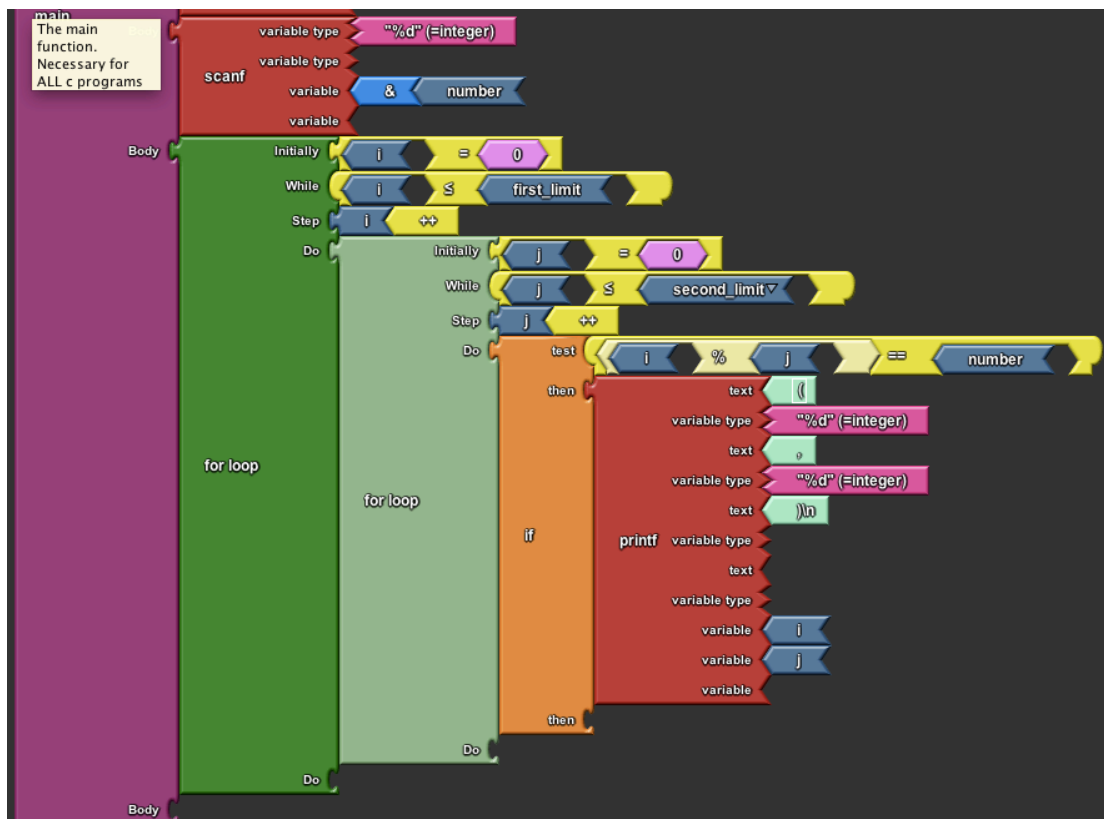 main
The main
function.
Necessary for
ALL c programs
variable type "%d" (=integer)
variable type
scanf
variable & number
variable
Body Initially i = 0
While i ≤ first_limit
Step i ++
Do Initially j = 0
While j ≤ second_limit
Step j ++
Do test i % j == number
then text (
variable type "%d" (=integer)
text ,
for loop
variable type "%d" (=integer)
for loop
text )\n
if printf variable type
text
variable type
variable i
variable j
variable
then
Do
Do
Body